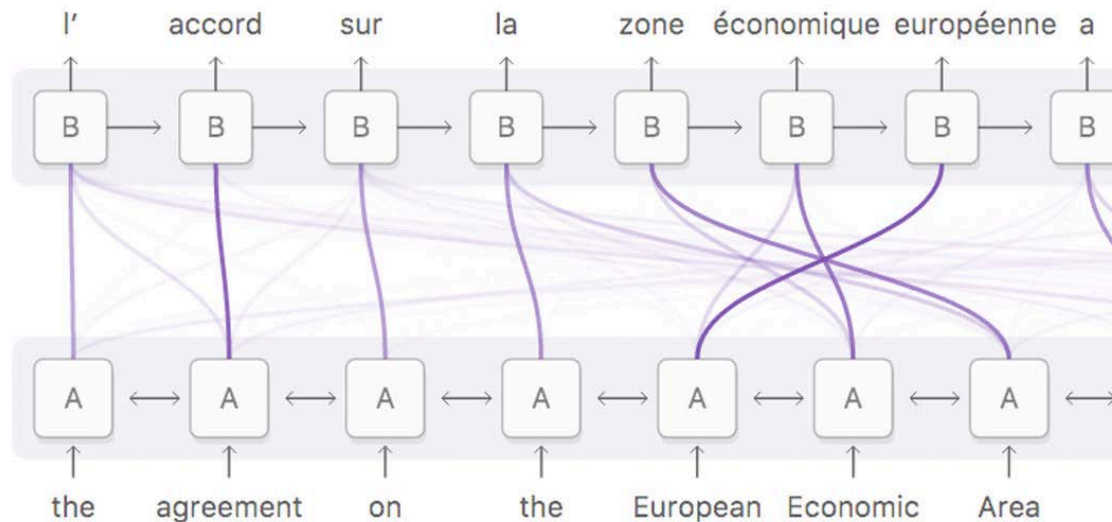 l’ accord sur la zone économique européenne a
B B B B B B B B
A A A A A A A
the agreement on the European Economic Area